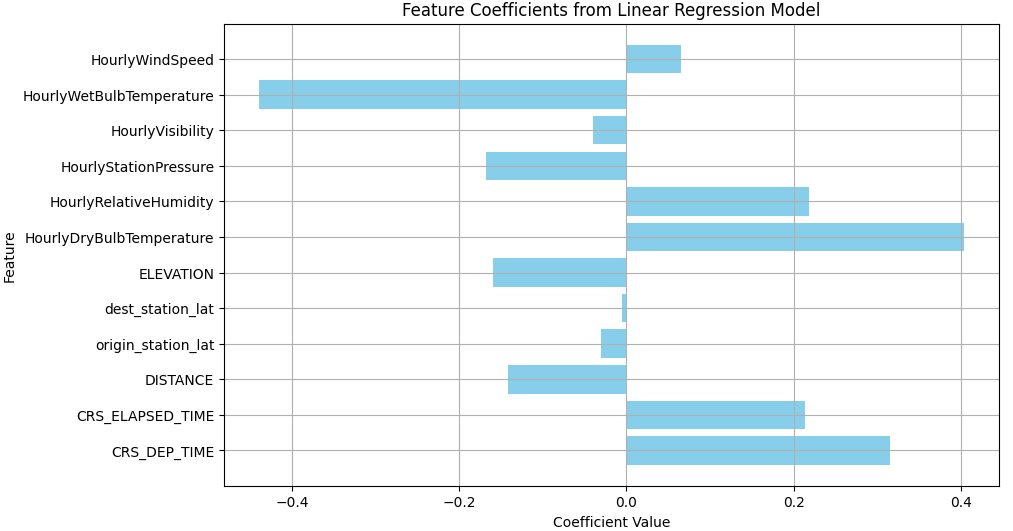 Feature Coefficients from Linear Regression Model
Feature
HourlyWindSpeed
HourlyWetBulbTemperature
HourlyVisibility
HourlyStationPressure
HourlyRelativeHumidity
HourlyDryBulbTemperature
ELEVATION
dest_station_lat
origin_station_lat
DISTANCE
CRS_ELAPSED_TIME
CRS_DEP_TIME
−0.4 −0.2 0.0 0.2 0.4
Coefficient Value